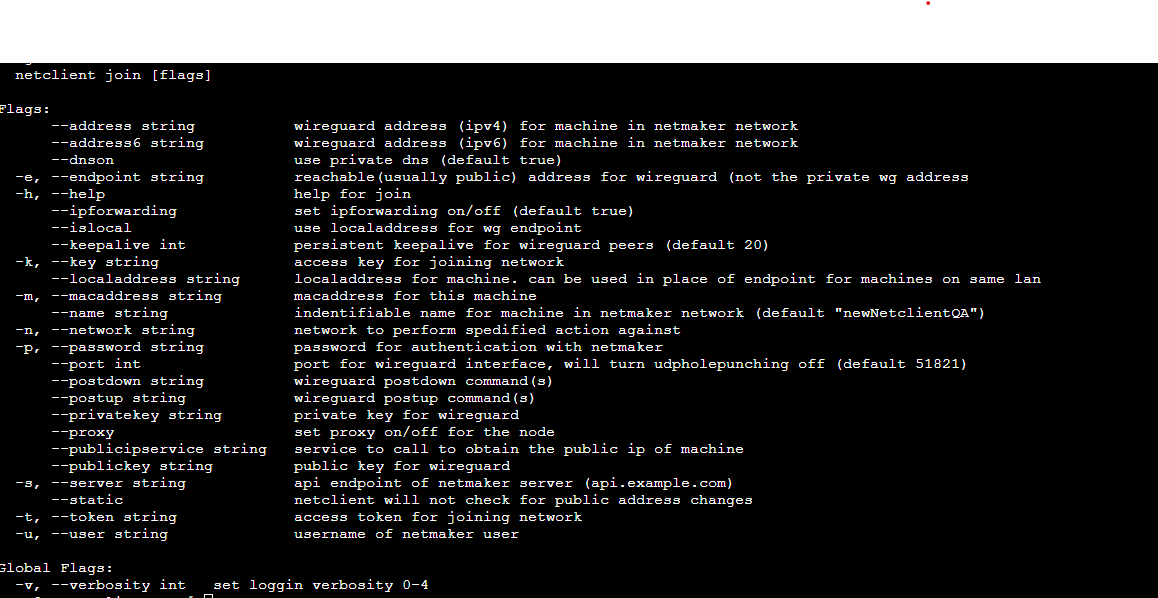 netclient join [flags]
Flags:
--address string wireguard address (ipv4) for machine in netmaker network
--address6 string wireguard address (ipv6) for machine in netmaker network
--dnson use private dns (default true)
-e, --endpoint string reachable(usually public) address for wireguard (not the private wg address
-h, --help help for join
--ipforwarding set ipforwarding on/off (default true)
--islocal use localaddress for wg endpoint
--keepalive int persistent keepalive for wireguard peers (default 20)
-k, --key string access key for joining network
--localaddress string localaddress for machine. can be used in place of endpoint for machines on same lan
-m, --macaddress string macaddress for this machine
--name string indentifiable name for machine in netmaker network (default "newNetclientQA")
-n, --network string network to perform spedified action against
-p, --password string password for authentication with netmaker
--port int port for wireguard interface, will turn udpholepunching off (default 51821)
--postdown string wireguard postdown command(s)
--postup string wireguard postup command(s)
--privatekey string private key for wireguard
--proxy set proxy on/off for the node
--publicipservice string service to call to obtain the public ip of machine
--publickey string public key for wireguard
-s, --server string api endpoint of netmaker server (api.example.com)
--static netclient will not check for public address changes
-t, --token string access token for joining network
-u, --user string username of netmaker user
Global Flags:
-v, --verbosity int set loggin verbosity 0-4